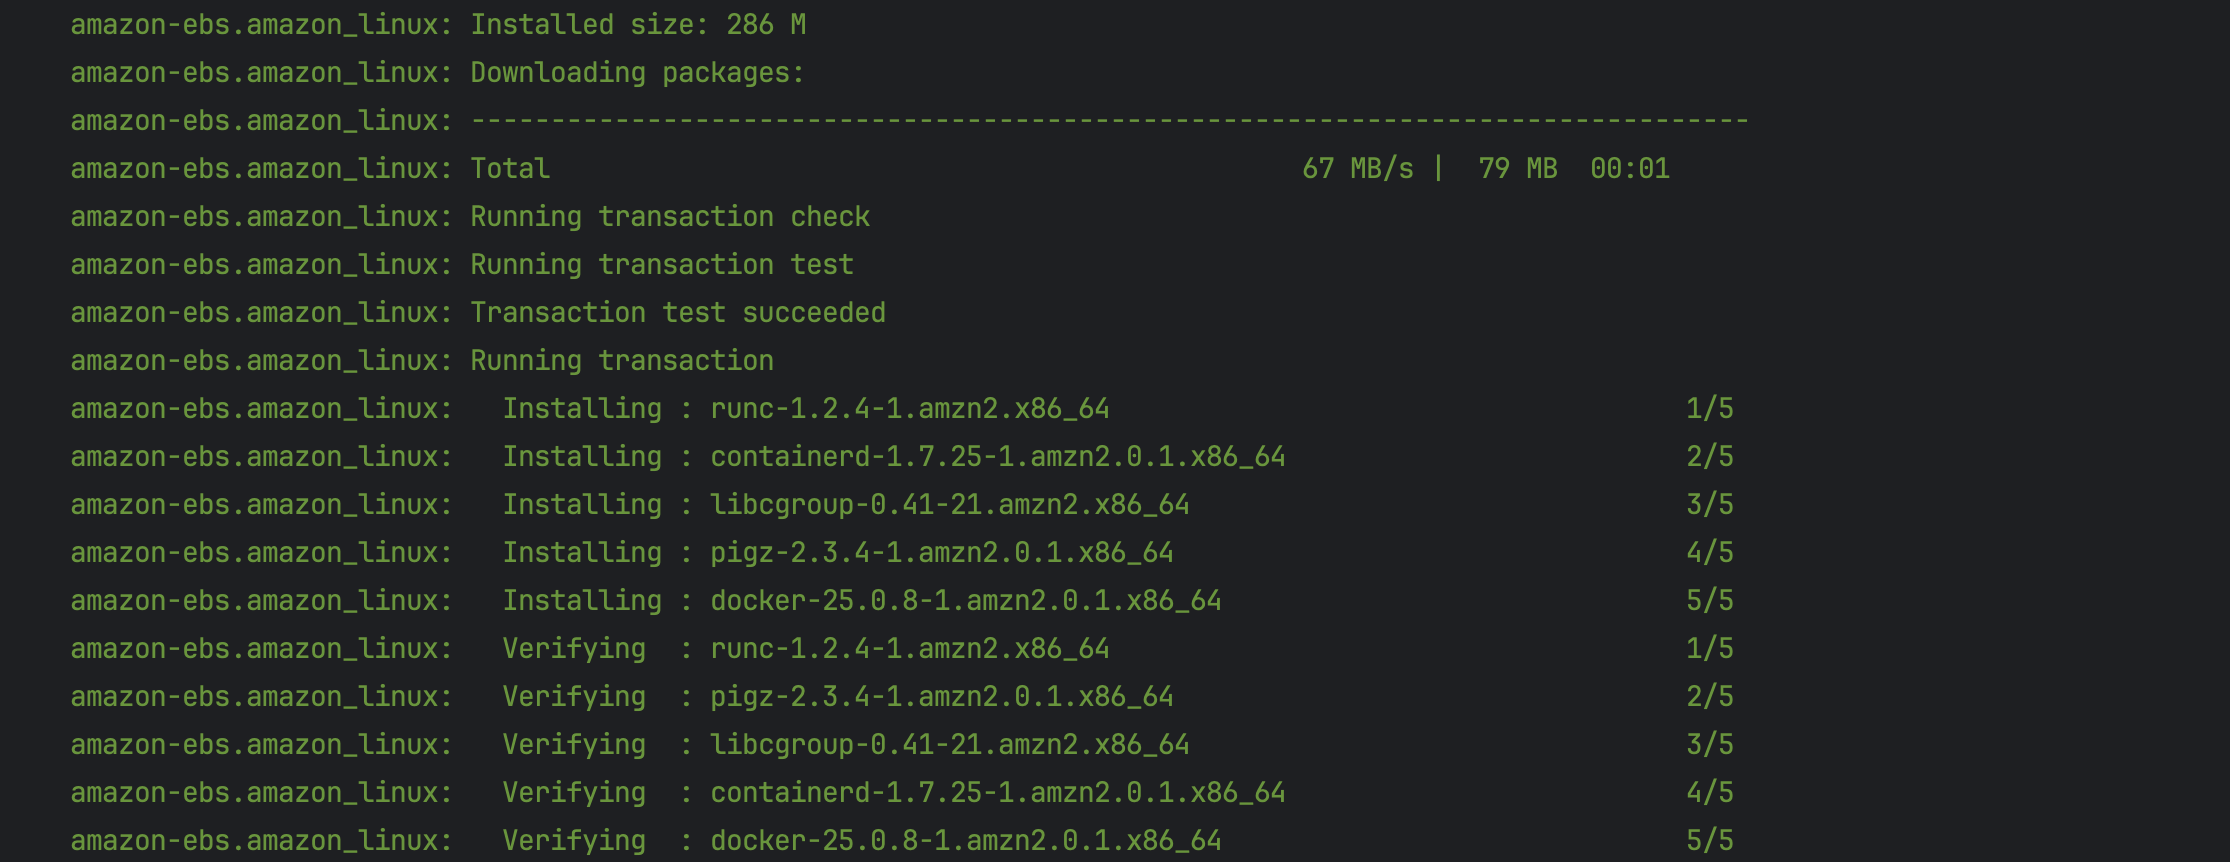 amazon-ebs.amazon_linux: Installed size: 286 M
amazon-ebs.amazon_linux: Downloading packages:
amazon-ebs.amazon_linux: --------------------------------------------------------------------------------
amazon-ebs.amazon_linux: Total                                               67 MB/s |  79 MB  00:01
amazon-ebs.amazon_linux: Running transaction check
amazon-ebs.amazon_linux: Running transaction test
amazon-ebs.amazon_linux: Transaction test succeeded
amazon-ebs.amazon_linux: Running transaction
amazon-ebs.amazon_linux:   Installing : runc-1.2.4-1.amzn2.x86_64                                    1/5
amazon-ebs.amazon_linux:   Installing : containerd-1.7.25-1.amzn2.0.1.x86_64                         2/5
amazon-ebs.amazon_linux:   Installing : libcgroup-0.41-21.amzn2.x86_64                               3/5
amazon-ebs.amazon_linux:   Installing : pigz-2.3.4-1.amzn2.0.1.x86_64                                4/5
amazon-ebs.amazon_linux:   Installing : docker-25.0.8-1.amzn2.0.1.x86_64                             5/5
amazon-ebs.amazon_linux:   Verifying  : runc-1.2.4-1.amzn2.x86_64                                    1/5
amazon-ebs.amazon_linux:   Verifying  : pigz-2.3.4-1.amzn2.0.1.x86_64                                2/5
amazon-ebs.amazon_linux:   Verifying  : libcgroup-0.41-21.amzn2.x86_64                               3/5
amazon-ebs.amazon_linux:   Verifying  : containerd-1.7.25-1.amzn2.0.1.x86_64                         4/5
amazon-ebs.amazon_linux:   Verifying  : docker-25.0.8-1.amzn2.0.1.x86_64                             5/5